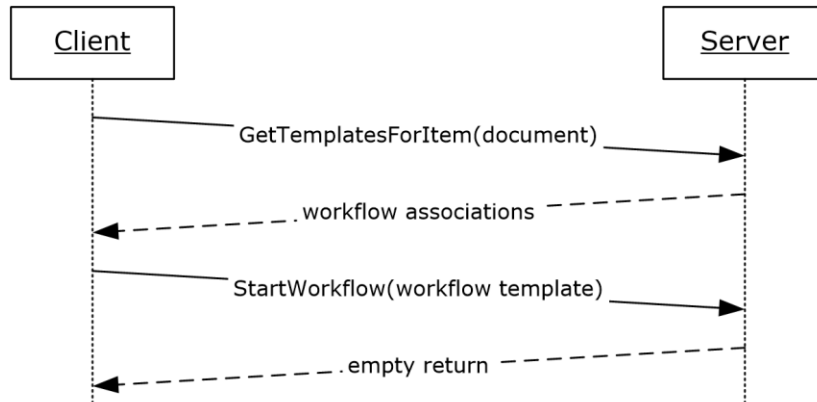 Client
Server
GetTemplatesForItem(document)
workflow associations
StartWorkflow(workflow template)
empty return